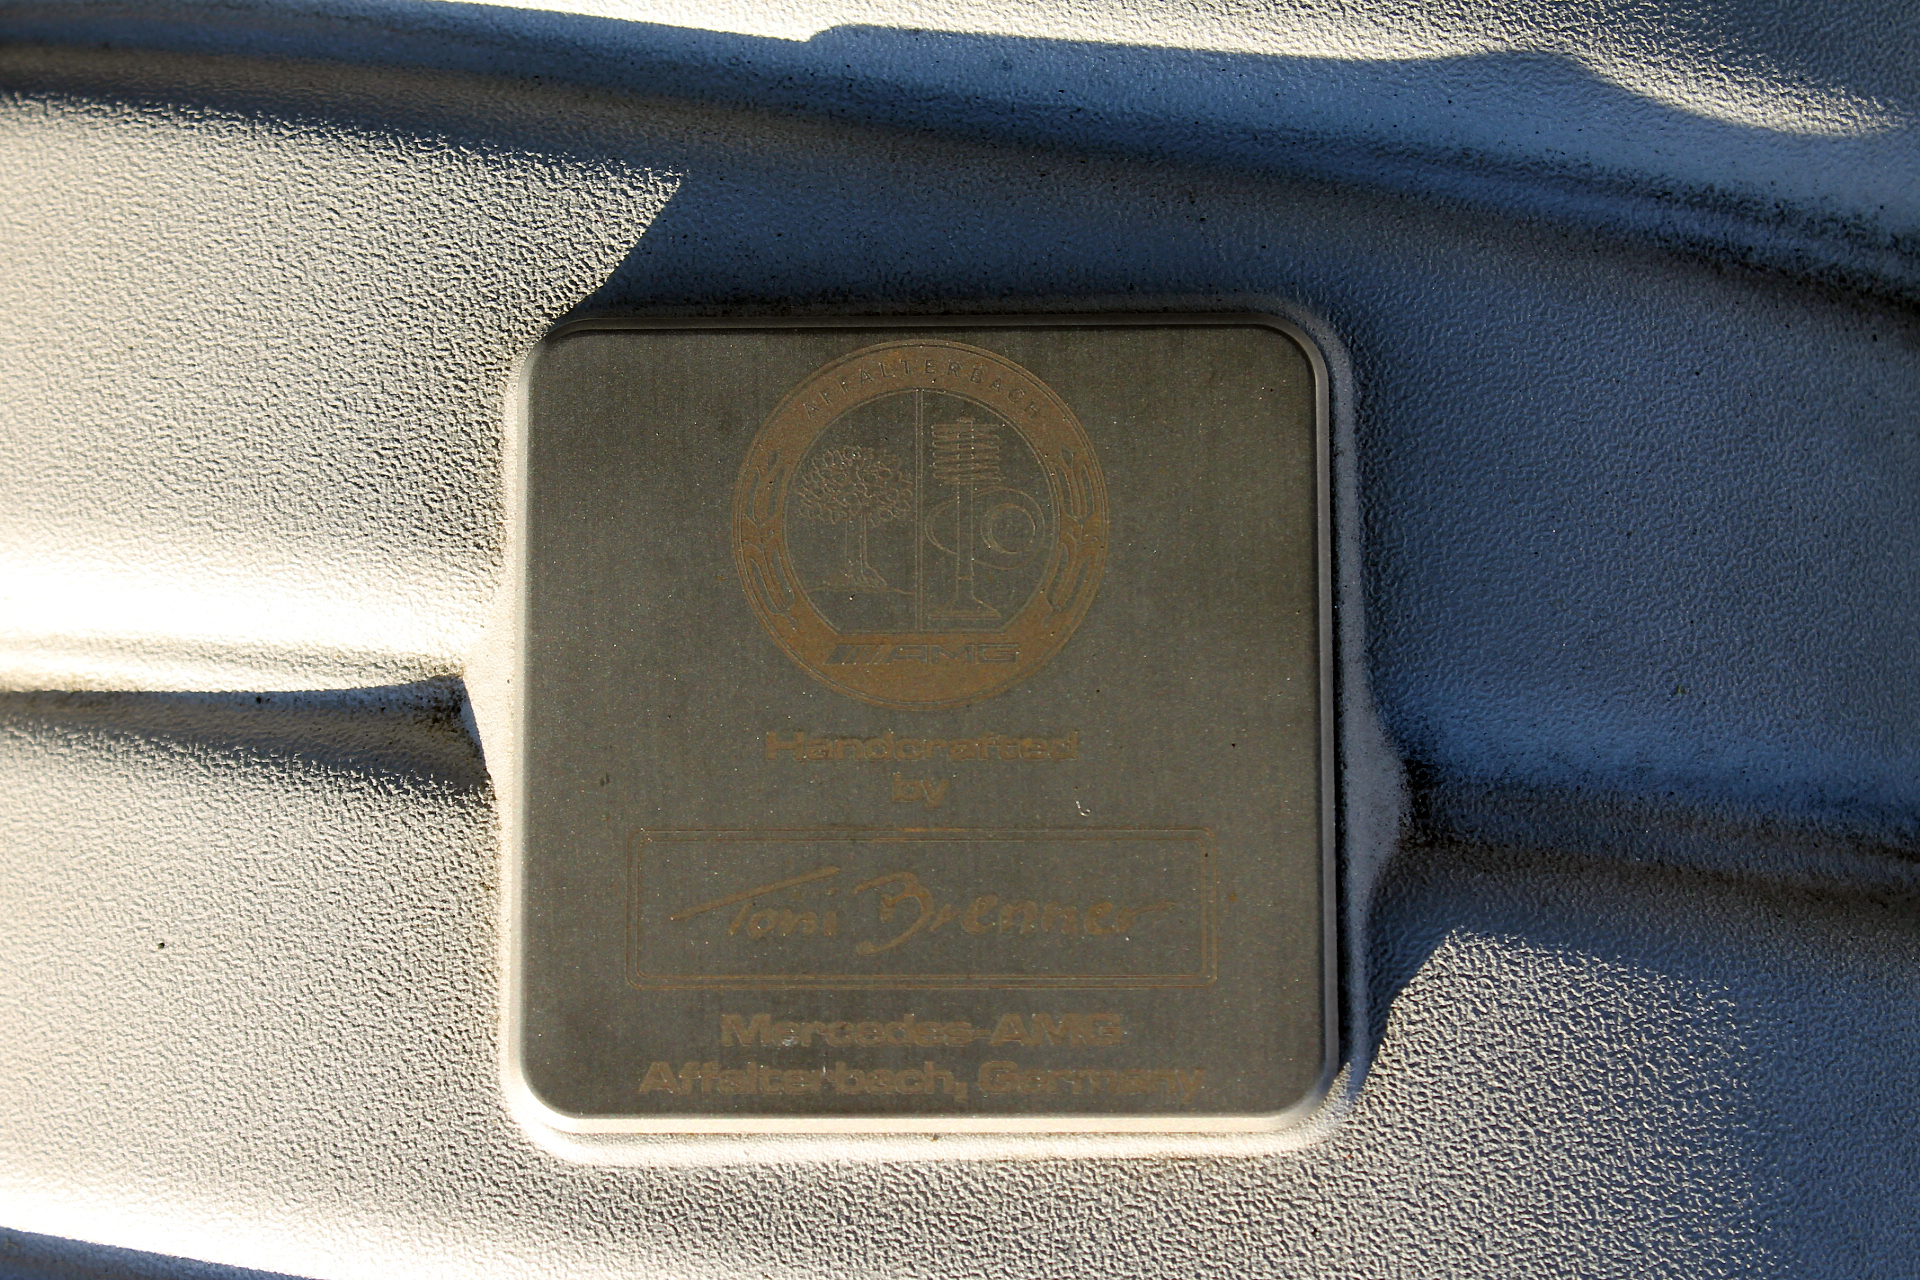 AFFALTERBACH
AMG
Handcrafted
by
Toni Brenner
Mercedes-AMG
Affalterbach, Germany